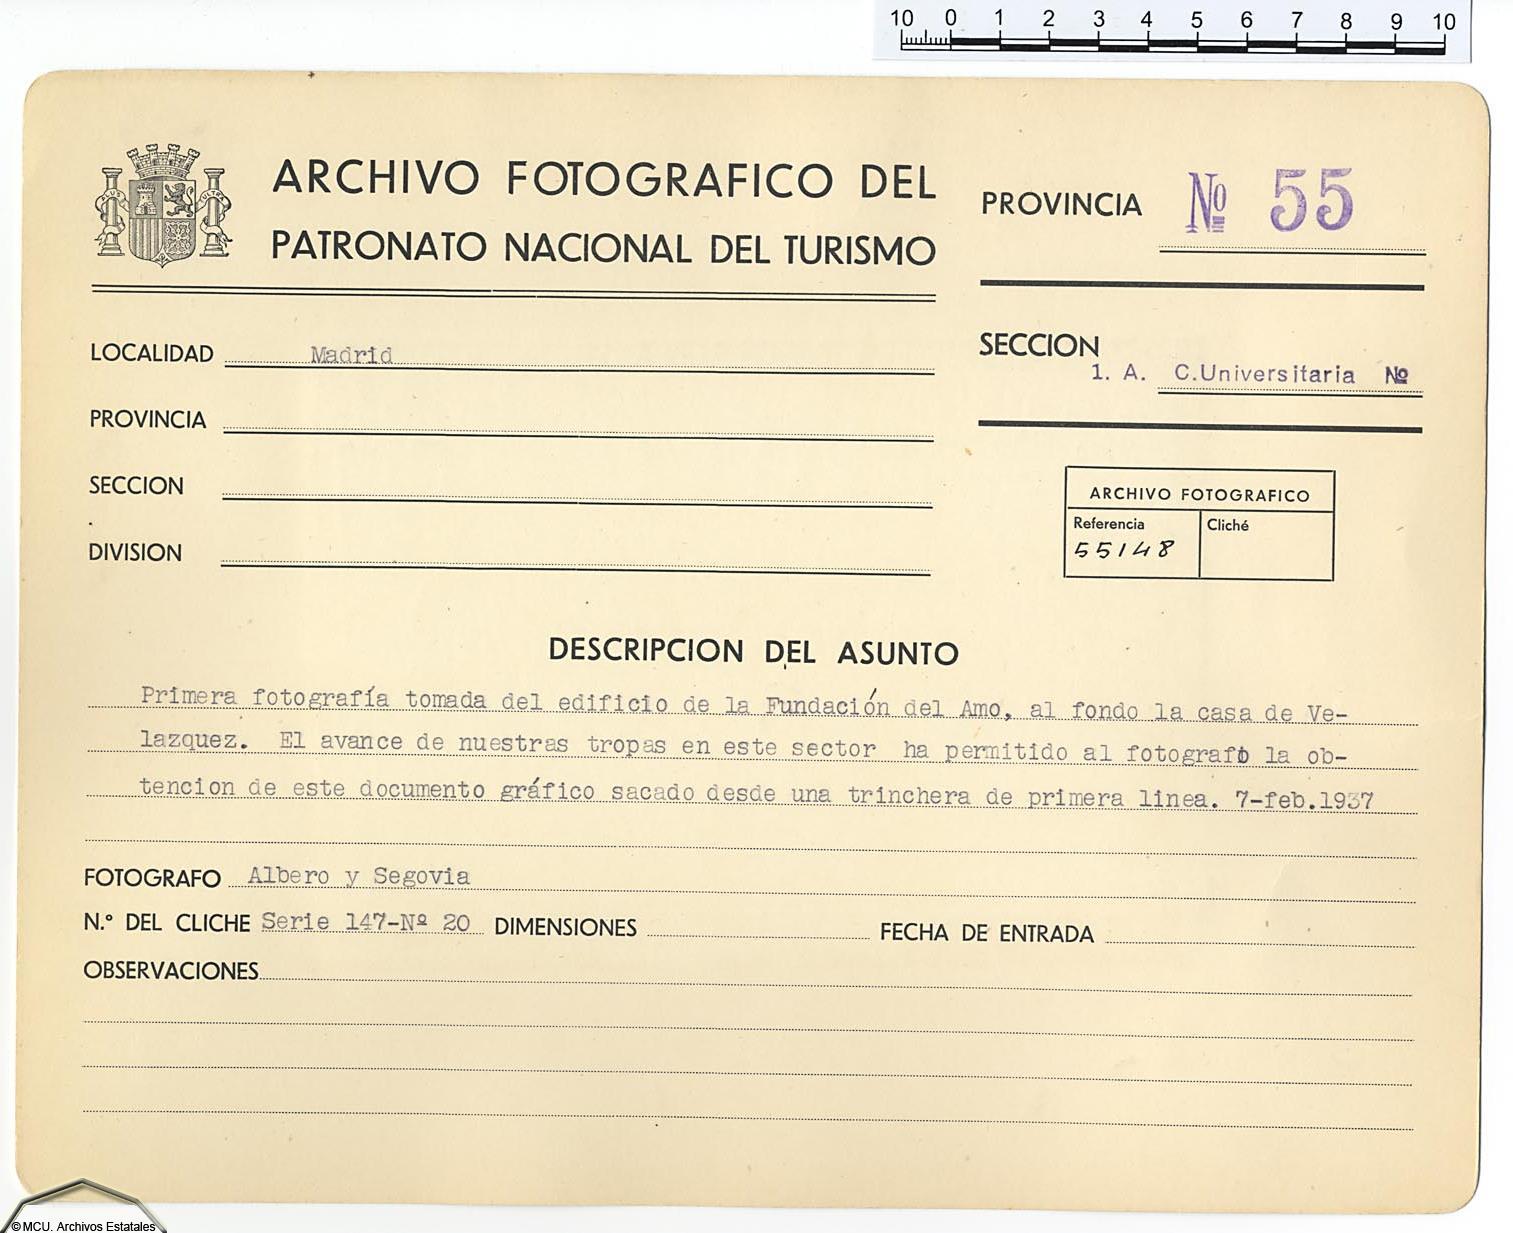 10 0 1 2 3 4 5 6 7 8 9 10
ARCHIVO FOTOGRAFICO DEL
PATRONATO NACIONAL DEL TURISMO
PROVINCIA Nº 55
LOCALIDAD Madrid
PROVINCIA
SECCION
DIVISION
SECCION
1. A. C.Universitaria Nº
ARCHIVO FOTOGRAFICO
Referencia Cliché
55148
DESCRIPCION DEL ASUNTO
Primera fotografía tomada del edificio de la Fundación del Amo, al fondo la casa de Ve-
lazquez. El avance de nuestras tropas en este sector ha permitido al fotografo la ob-
tencion de este documento gráfico sacado desde una trinchera de primera linea. 7-feb.1937
FOTOGRAFO Albero y Segovia
N.º DEL CLICHE Serie 147-Nº 20 DIMENSIONES FECHA DE ENTRADA
OBSERVACIONES
© MCU. Archivos Estatales